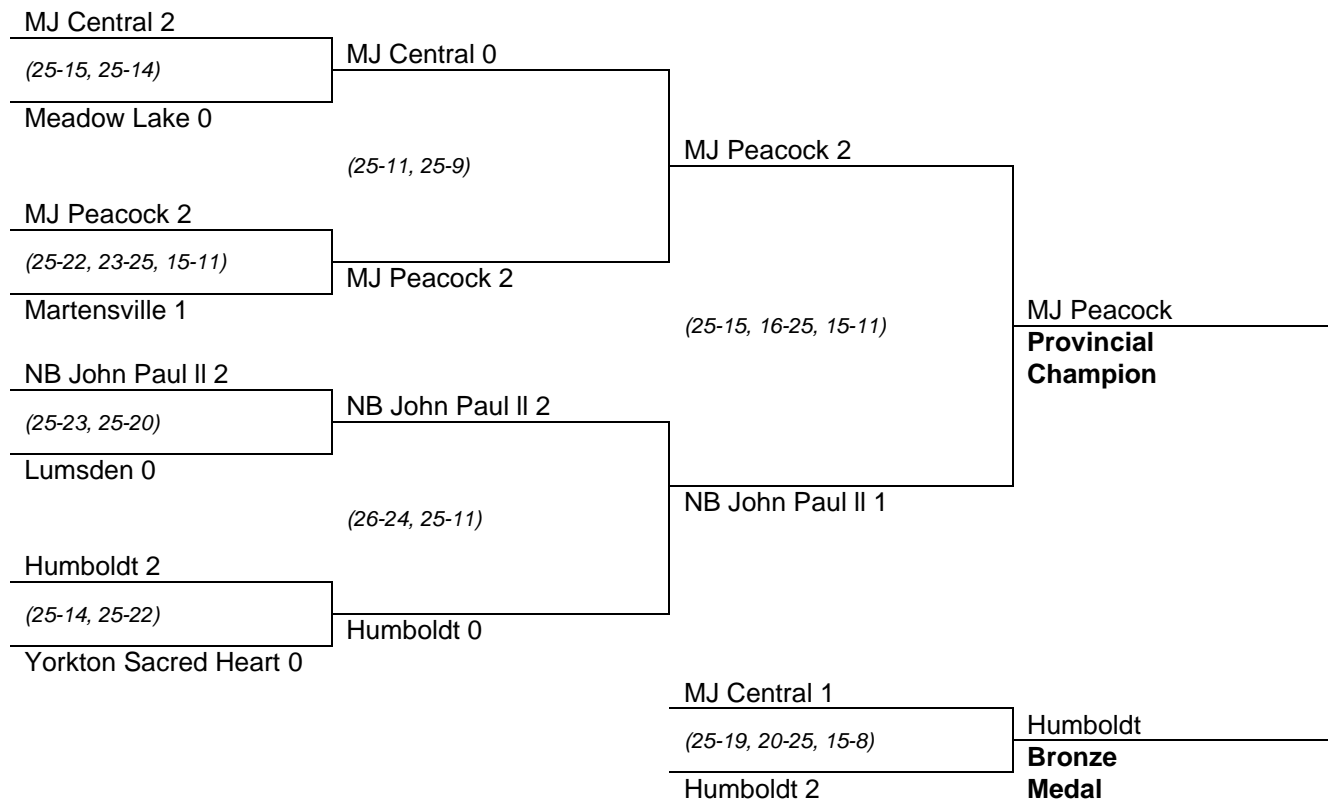 MJ Central 2
(25-15, 25-14)
Meadow Lake 0
MJ Peacock 2
(25-22, 23-25, 15-11)
Martensville 1
NB John Paul ll 2
(25-23, 25-20)
Lumsden 0
Humboldt 2
(25-14, 25-22)
Yorkton Sacred Heart 0
MJ Central 0
(25-11, 25-9)
MJ Peacock 2
NB John Paul ll 2
(26-24, 25-11)
Humboldt 0
MJ Peacock 2
(25-15, 16-25, 15-11)
NB John Paul ll 1
MJ Peacock
Provincial
Champion
MJ Central 1
(25-19, 20-25, 15-8)
Humboldt 2
Humboldt
Bronze
Medal